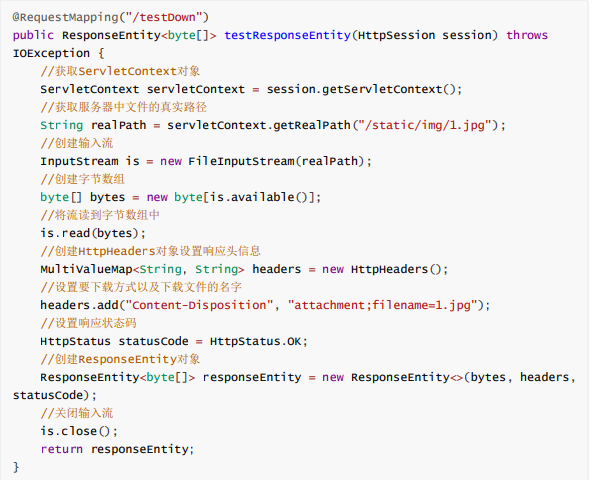 @RequestMapping("/testDown")
public ResponseEntity<byte[]> testResponseEntity(HttpSession session) throws
IOException {
    //获取ServletContext对象
    ServletContext servletContext = session.getServletContext();
    //获取服务器中文件的真实路径
    String realPath = servletContext.getRealPath("/static/img/1.jpg");
    //创建输入流
    InputStream is = new FileInputStream(realPath);
    //创建字节数组
    byte[] bytes = new byte[is.available()];
    //将流读到字节数组中
    is.read(bytes);
    //创建HttpHeaders对象设置响应头信息
    MultiValueMap<String, String> headers = new HttpHeaders();
    //设置要下载方式以及下载文件的名字
    headers.add("Content-Disposition", "attachment;filename=1.jpg");
    //设置响应状态码
    HttpStatus statusCode = HttpStatus.OK;
    //创建ResponseEntity对象
    ResponseEntity<byte[]> responseEntity = new ResponseEntity<>(bytes, headers,
statusCode);
    //关闭输入流
    is.close();
    return responseEntity;
}